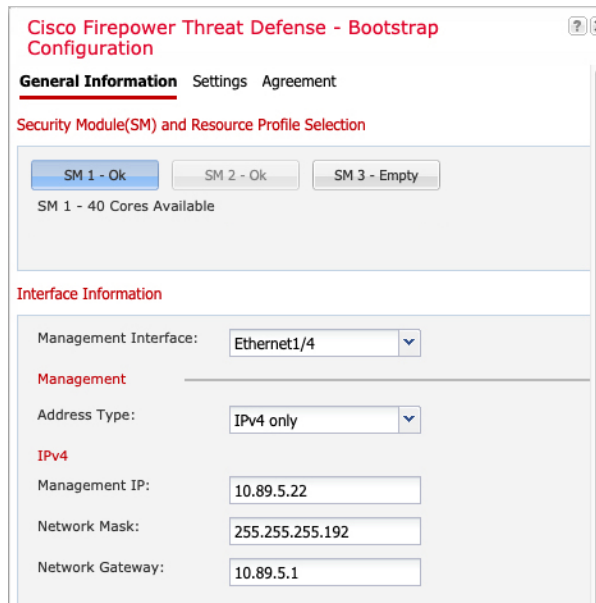 Cisco Firepower Threat Defense - Bootstrap
Configuration
?
General Information Settings Agreement
Security Module(SM) and Resource Profile Selection
SM 1 - Ok SM 2 - Ok SM 3 - Empty
SM 1 - 40 Cores Available
Interface Information
Management Interface: Ethernet1/4
Management
Address Type: IPv4 only
IPv4
Management IP: 10.89.5.22
Network Mask: 255.255.255.192
Network Gateway: 10.89.5.1